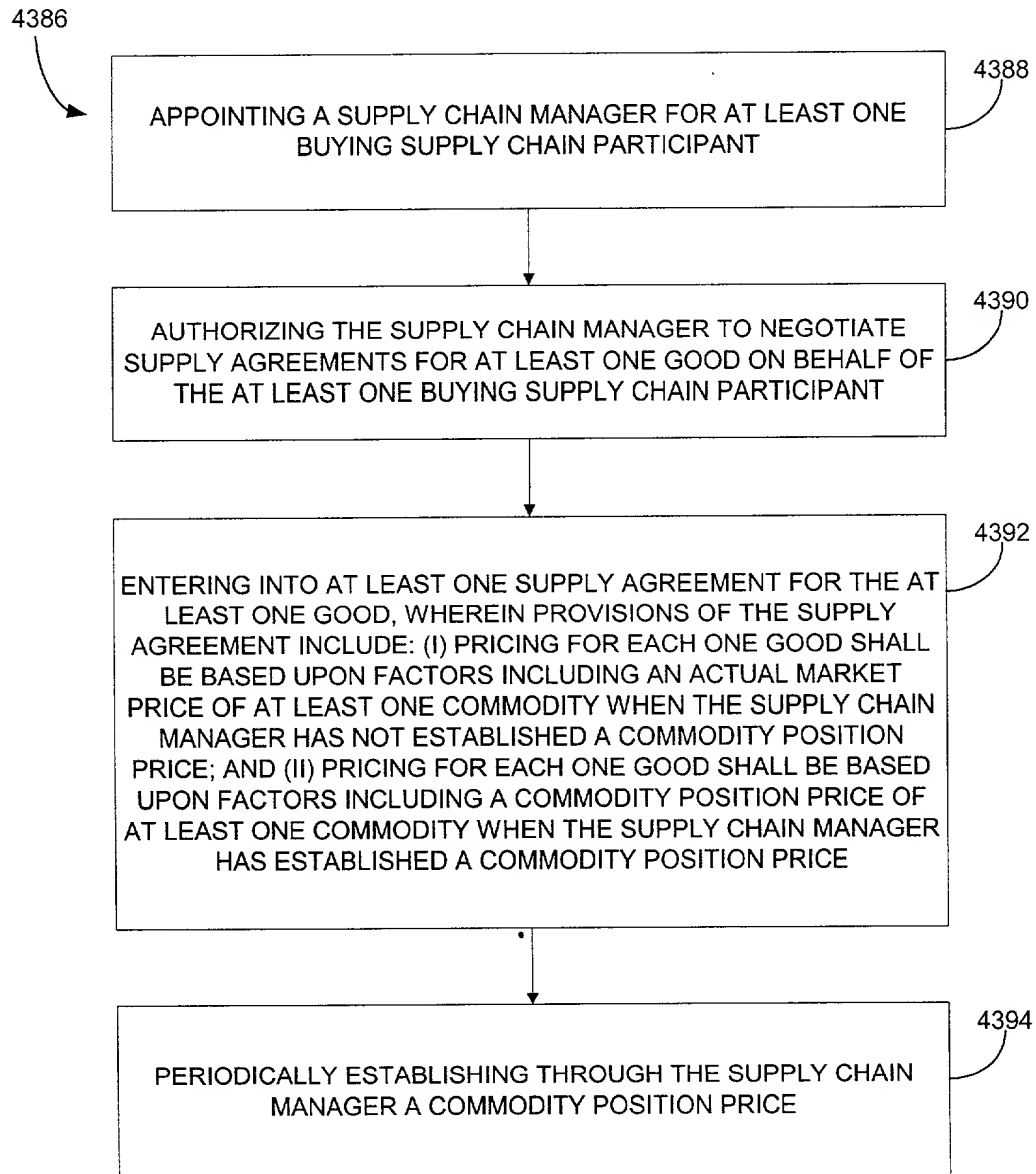 4386
4388
APPOINTING A SUPPLY CHAIN MANAGER FOR AT LEAST ONE
BUYING SUPPLY CHAIN PARTICIPANT
4390
AUTHORIZING THE SUPPLY CHAIN MANAGER TO NEGOTIATE
SUPPLY AGREEMENTS FOR AT LEAST ONE GOOD ON BEHALF OF
THE AT LEAST ONE BUYING SUPPLY CHAIN PARTICIPANT
4392
ENTERING INTO AT LEAST ONE SUPPLY AGREEMENT FOR THE AT
LEAST ONE GOOD, WHEREIN PROVISIONS OF THE SUPPLY
AGREEMENT INCLUDE: (I) PRICING FOR EACH ONE GOOD SHALL
BE BASED UPON FACTORS INCLUDING AN ACTUAL MARKET
PRICE OF AT LEAST ONE COMMODITY WHEN THE SUPPLY CHAIN
MANAGER HAS NOT ESTABLISHED A COMMODITY POSITION
PRICE; AND (II) PRICING FOR EACH ONE GOOD SHALL BE BASED
UPON FACTORS INCLUDING A COMMODITY POSITION PRICE OF
AT LEAST ONE COMMODITY WHEN THE SUPPLY CHAIN MANAGER
HAS ESTABLISHED A COMMODITY POSITION PRICE
4394
PERIODICALLY ESTABLISHING THROUGH THE SUPPLY CHAIN
MANAGER A COMMODITY POSITION PRICE